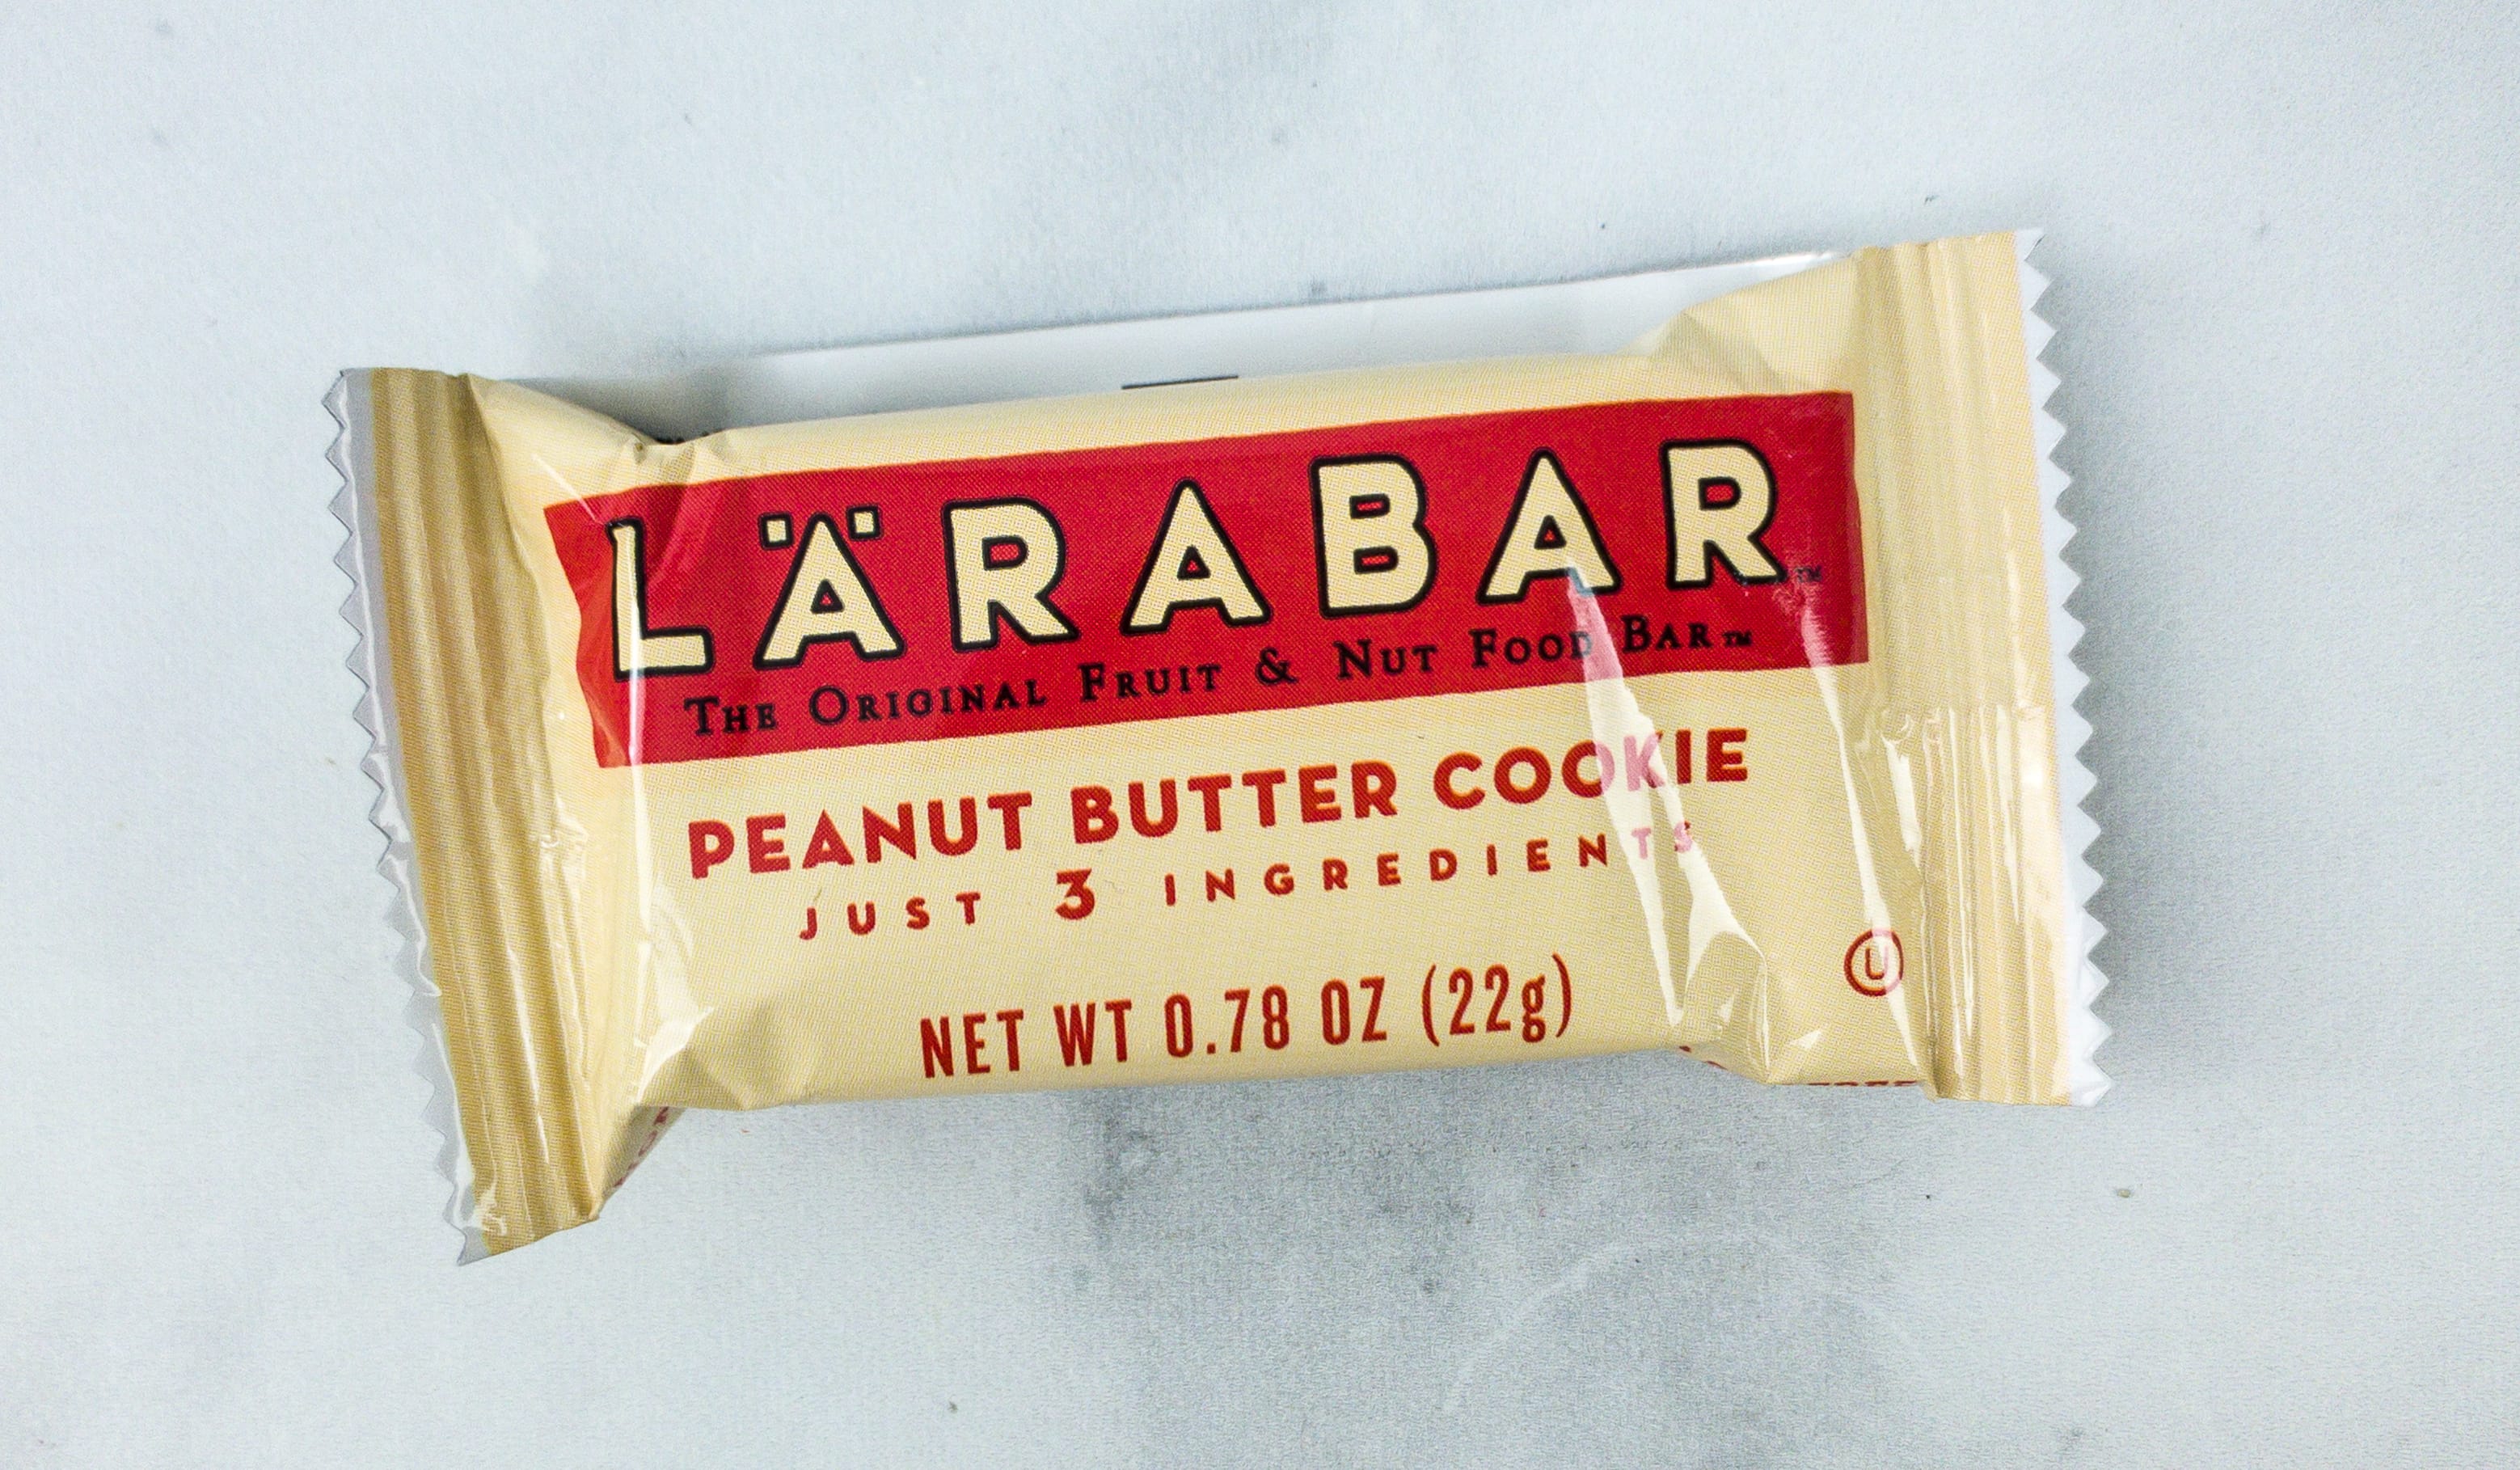 LÄRABAR™
The Original Fruit & Nut Food Bar™
PEANUT BUTTER COOKIE
JUST 3 INGREDIENTS
NET WT 0.78 OZ (22g)
U